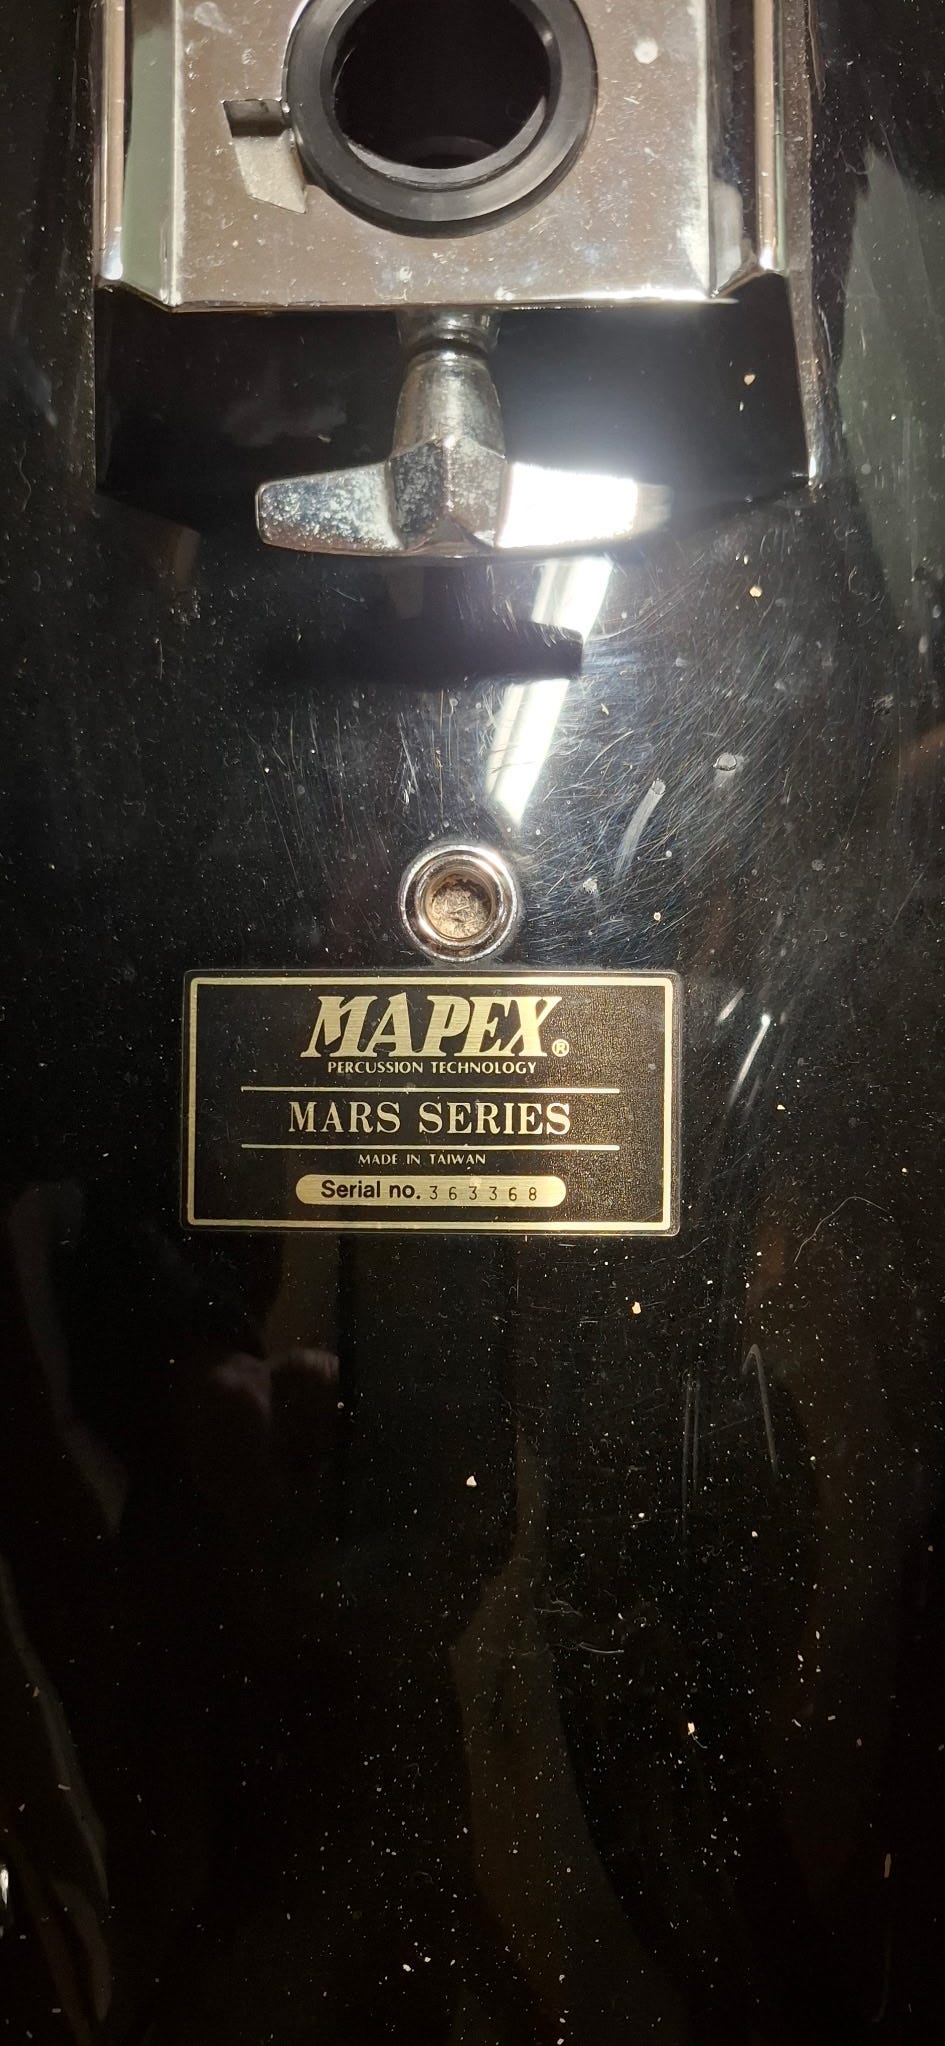 MAPEX®
PERCUSSION TECHNOLOGY
MARS SERIES
MADE IN TAIWAN
Serial no. 363368